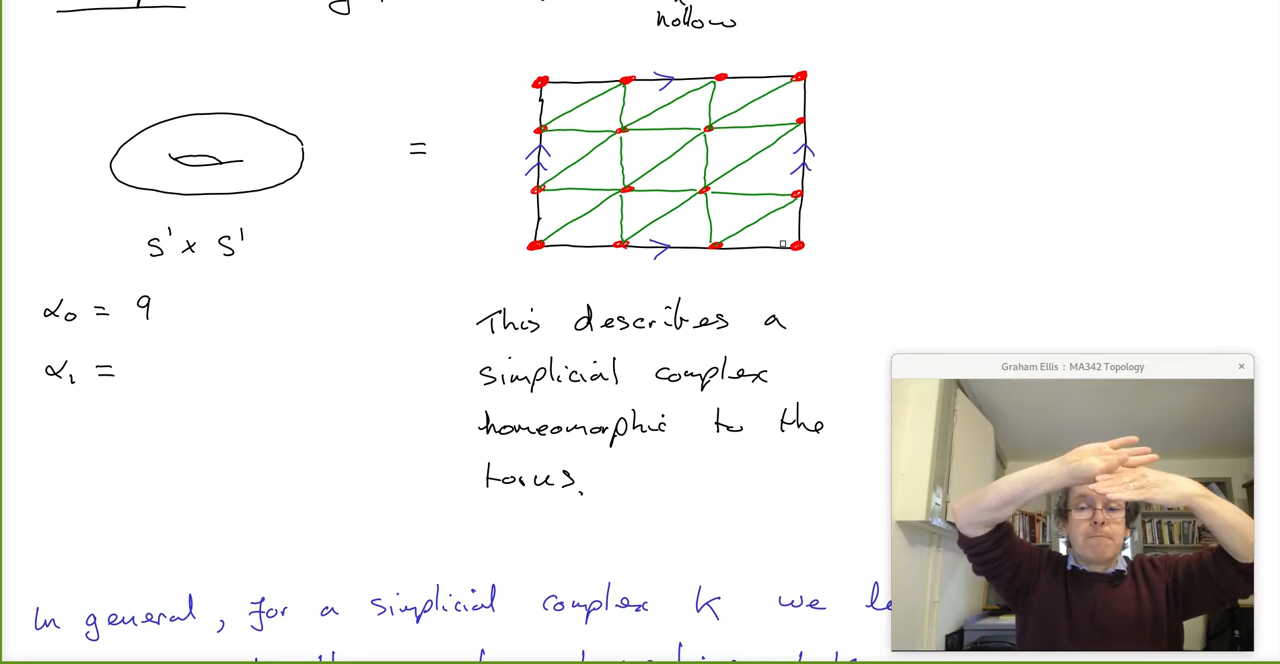 hollow
=
S¹ × S¹
α₀ = 9
α₁ =
This describes a
simplicial complex
homeomorphic to the
torus.
Graham Ellis : MA342 Topology
In general, for a simplicial complex K we le